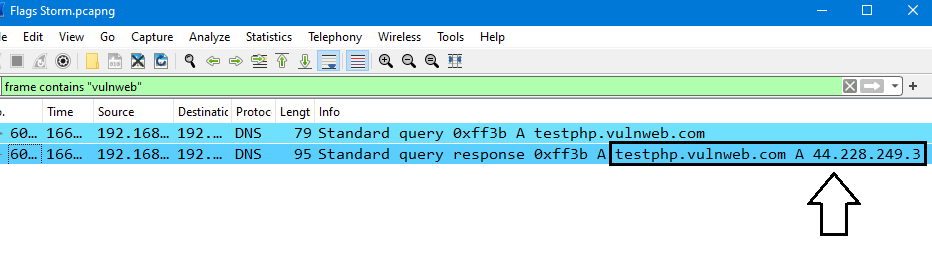 Flags Storm.pcapng
le Edit View Go Capture Analyze Statistics Telephony Wireless Tools Help
frame contains "vulnweb"
o. Time Source Destinatic Protoc Lengt Info
60… 166… 192.168… 192.… DNS 79 Standard query 0xff3b A testphp.vulnweb.com
60… 166… 192.168… 192.… DNS 95 Standard query response 0xff3b A testphp.vulnweb.com A 44.228.249.3